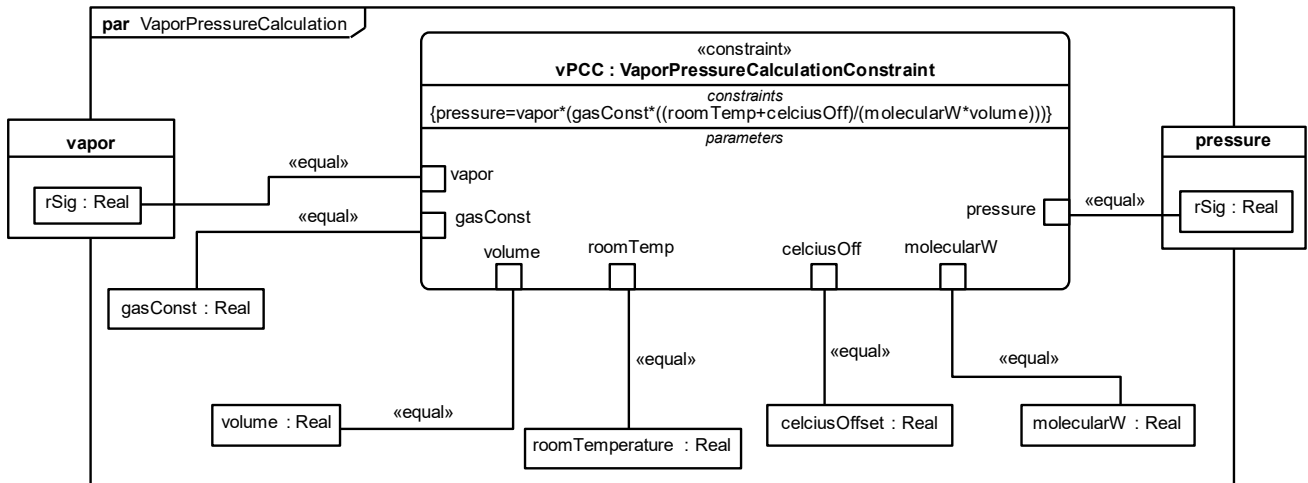 par VaporPressureCalculation
«constraint»
vPCC : VaporPressureCalculationConstraint
constraints
{pressure=vapor*(gasConst*((roomTemp+celciusOff)/(molecularW*volume)))}
parameters
vapor
rSig : Real
«equal»
vapor
«equal»
gasConst
gasConst : Real
volume
roomTemp
celciusOff
molecularW
pressure
«equal»
pressure
rSig : Real
«equal»
«equal»
«equal»
«equal»
volume : Real
roomTemperature : Real
celciusOffset : Real
molecularW : Real